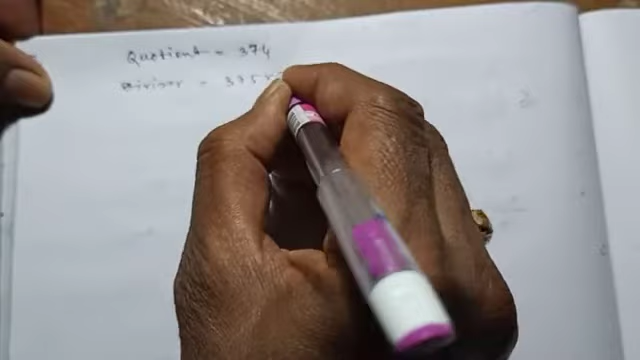 Quotient = 374
Divisor = 375